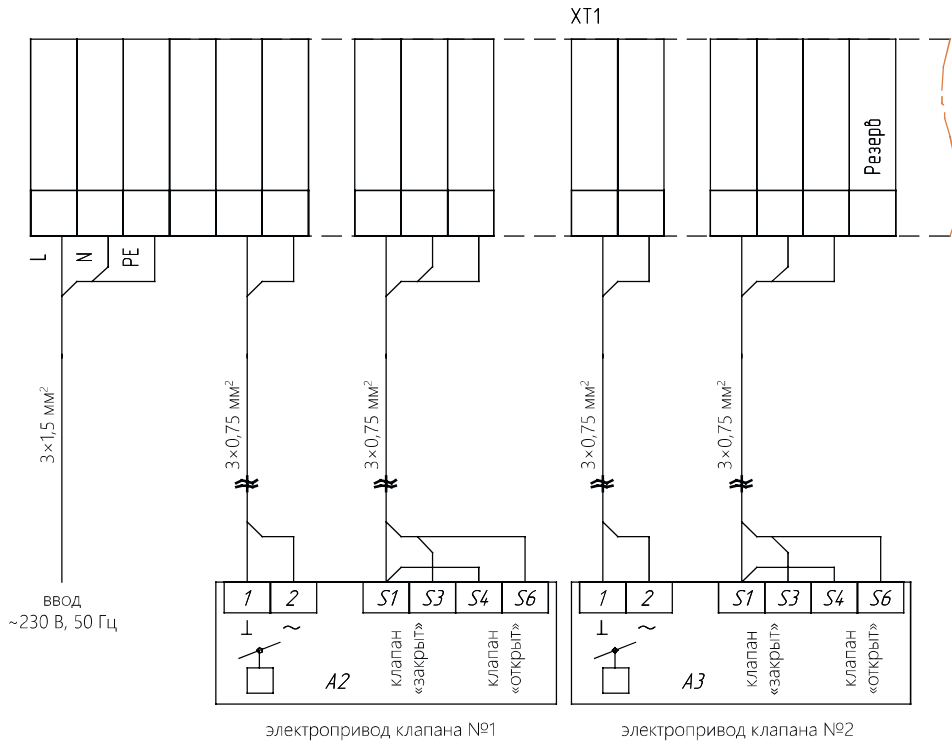 XT1
Резерв
L
N
PE
3×1,5 мм²
3×0,75 мм²
3×0,75 мм²
3×0,75 мм²
3×0,75 мм²
ввод
~230 В, 50 Гц
1 2 S1 S3 S4 S6
⊥ ~
клапан
«закрыт»
клапан
«открыт»
A2
1 2 S1 S3 S4 S6
⊥ ~
клапан
«закрыт»
клапан
«открыт»
A3
электропривод клапана №1
электропривод клапана №2